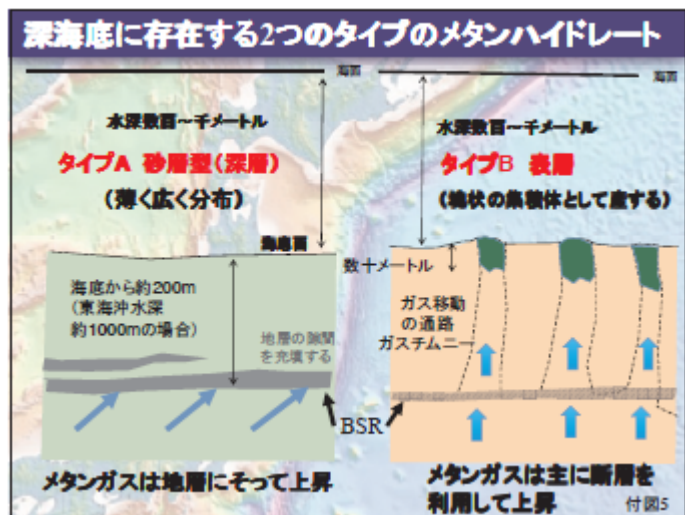 深海底に存在する2つのタイプのメタンハイドレート
海面
水深数百～千メートル
タイプA 砂層型(深層)
(薄く広く分布)
海底面
海底から約200m
(東海沖水深
約1000mの場合)
地層の隙間
を充填する
メタンガスは地層にそって上昇
BSR
海面
水深数百～千メートル
タイプB 表層
(塊状の集積体として産する)
数十メートル
ガス移動
の通路
ガスチムニー
メタンガスは主に断層を
利用して上昇
付図5